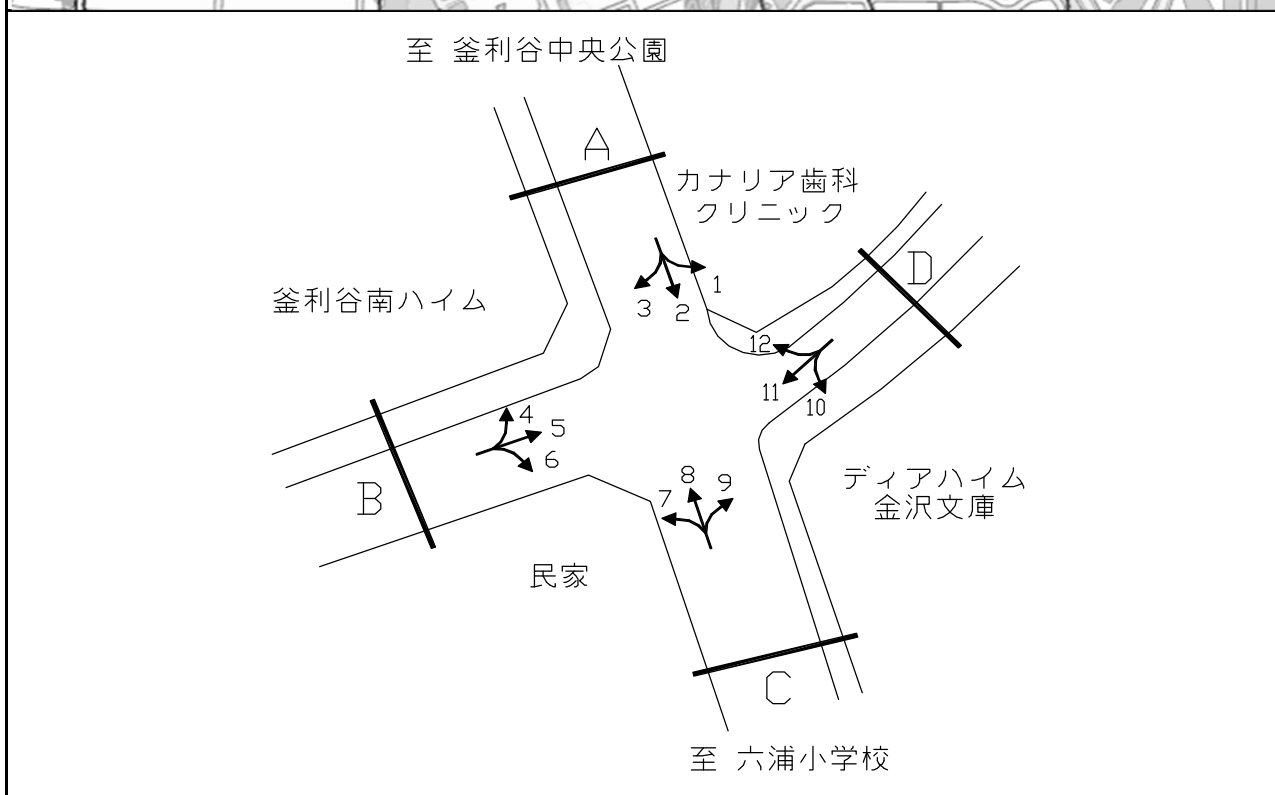 至 釜利谷中央公園
A
カナリア歯科
クリニック
D
釜利谷南ハイム
1
3
2
12
11
10
4
5
6
B
8
7
9
ディアハイム
金沢文庫
民家
C
至 六浦小学校